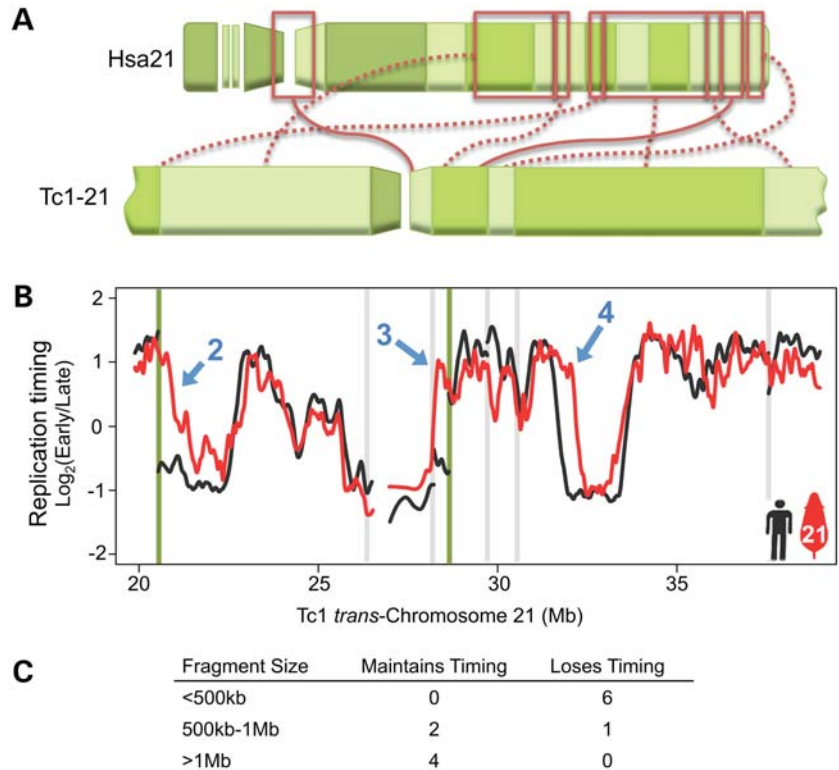 A
Hsa21
Tc1-21
B
Replication timing
Log2(Early/Late)
2
1
0
-1
-2
2
3
4
21
20
25
30
35
Tc1 trans-Chromosome 21 (Mb)
C
Fragment Size Maintains Timing Loses Timing
<500kb 0 6
500kb-1Mb 2 1
>1Mb 4 0